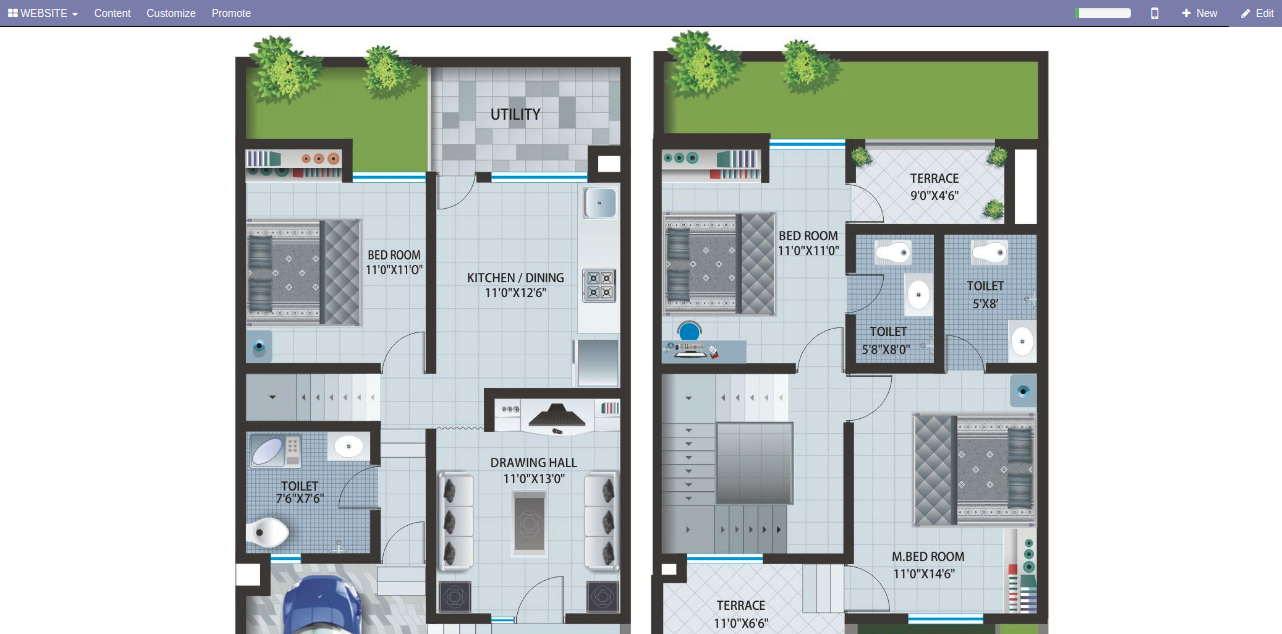 WEBSITE Content Customize Promote New Edit
UTILITY
BED ROOM
11'0"X11'O"
KITCHEN / DINING
11'0"X12'6"
TOILET
7'6"X7'6"
DRAWING HALL
11'0"X13'0"
TERRACE
9'0"X4'6"
BED ROOM
11'0"X11'0"
TOILET
5'8"X8'0"
TOILET
5'X8'
M.BED ROOM
11'0"X14'6"
TERRACE
11'0"X6'6"